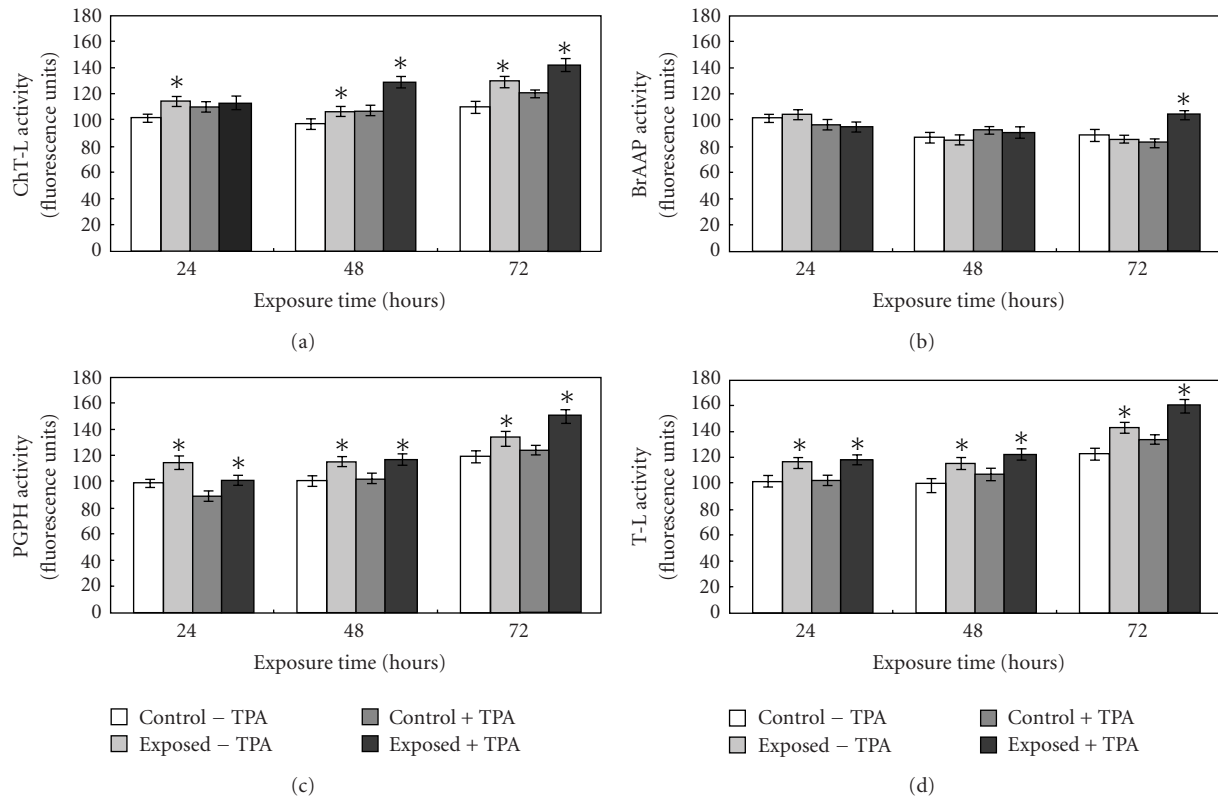 ChT-L activity
(fluorescence units)
180
160
140
120
100
80
60
40
20
0
* * * * *
24 48 72
Exposure time (hours)
(a)
BrAAP activity
(fluorescence units)
180
160
140
120
100
80
60
40
20
0
*
24 48 72
Exposure time (hours)
(b)
PGPH activity
(fluorescence units)
180
160
140
120
100
80
60
40
20
0
* * * * * *
24 48 72
Exposure time (hours)
Control − TPA Control + TPA
Exposed − TPA Exposed + TPA
(c)
T-L activity
(fluorescence units)
180
160
140
120
100
80
60
40
20
0
* * * * * *
24 48 72
Exposure time (hours)
Control − TPA Control + TPA
Exposed − TPA Exposed + TPA
(d)